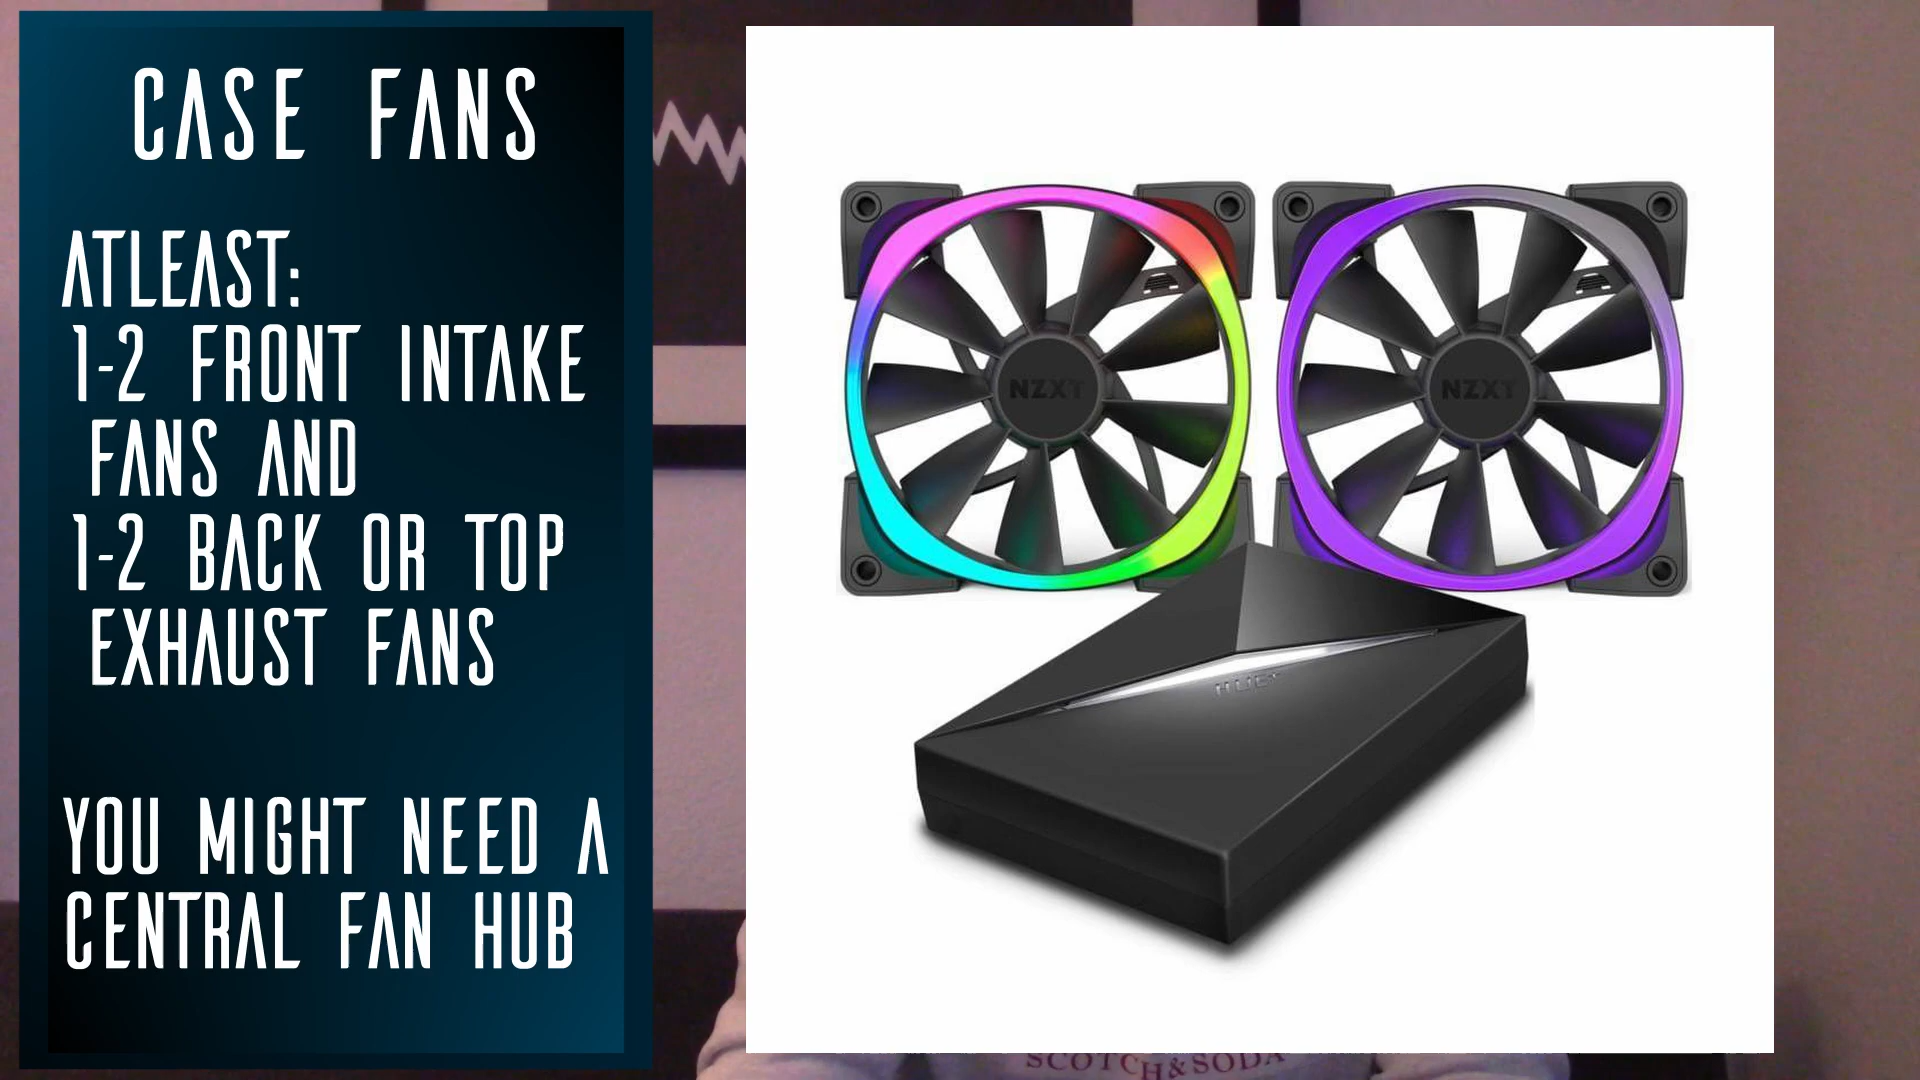 CASE FANS
ATLEAST:
1-2 FRONT INTAKE
FANS AND
1-2 BACK OR TOP
EXHAUST FANS
YOU MIGHT NEED A
CENTRAL FAN HUB
NZXT
NZXT
HUE+
SCOTCH&SODA